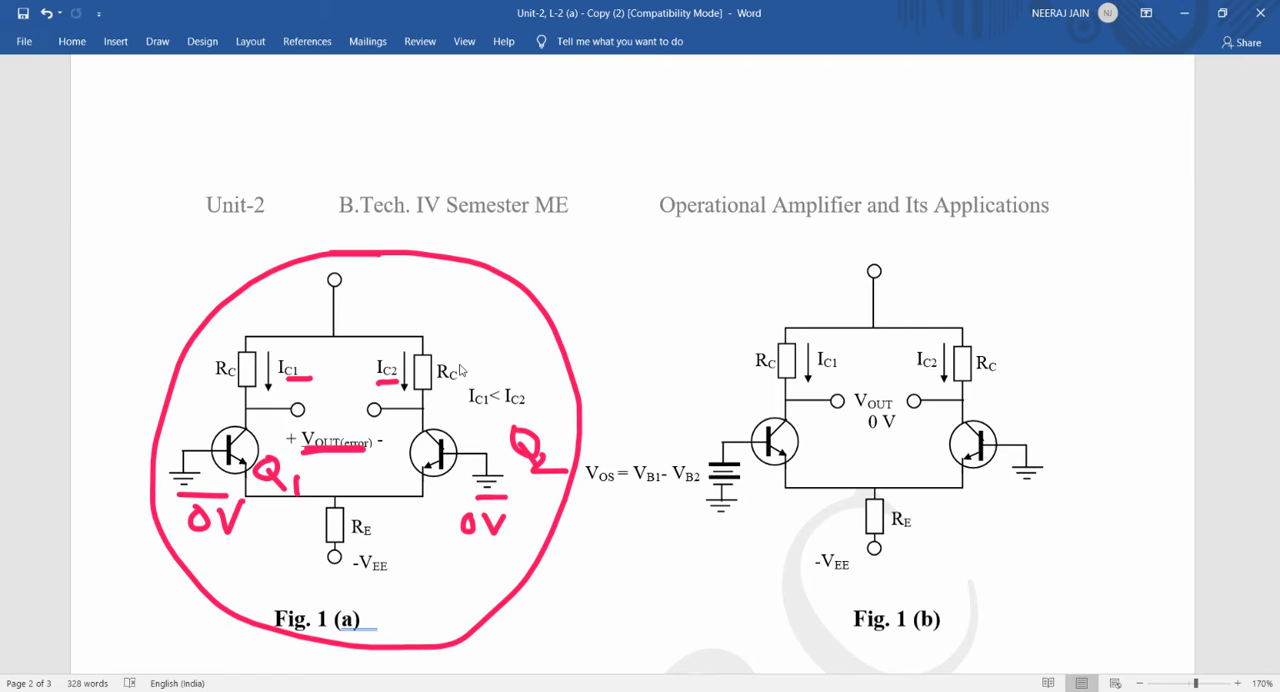 Unit-2, L-2 (a) - Copy (2) [Compatibility Mode] - Word
NEERAJ JAIN NJ
File Home Insert Draw Design Layout References Mailings Review View Help Tell me what you want to do Share
Unit-2 B.Tech. IV Semester ME Operational Amplifier and Its Applications
RC IC1 IC2 RC
IC1< IC2
+ VOUT(error) -
Q1
Q2
0V
0V
RE
-VEE
Fig. 1 (a)
RC IC1 IC2 RC
VOUT
0 V
VOS = VB1- VB2
RE
-VEE
Fig. 1 (b)
Page 2 of 3 328 words English (India) 170%